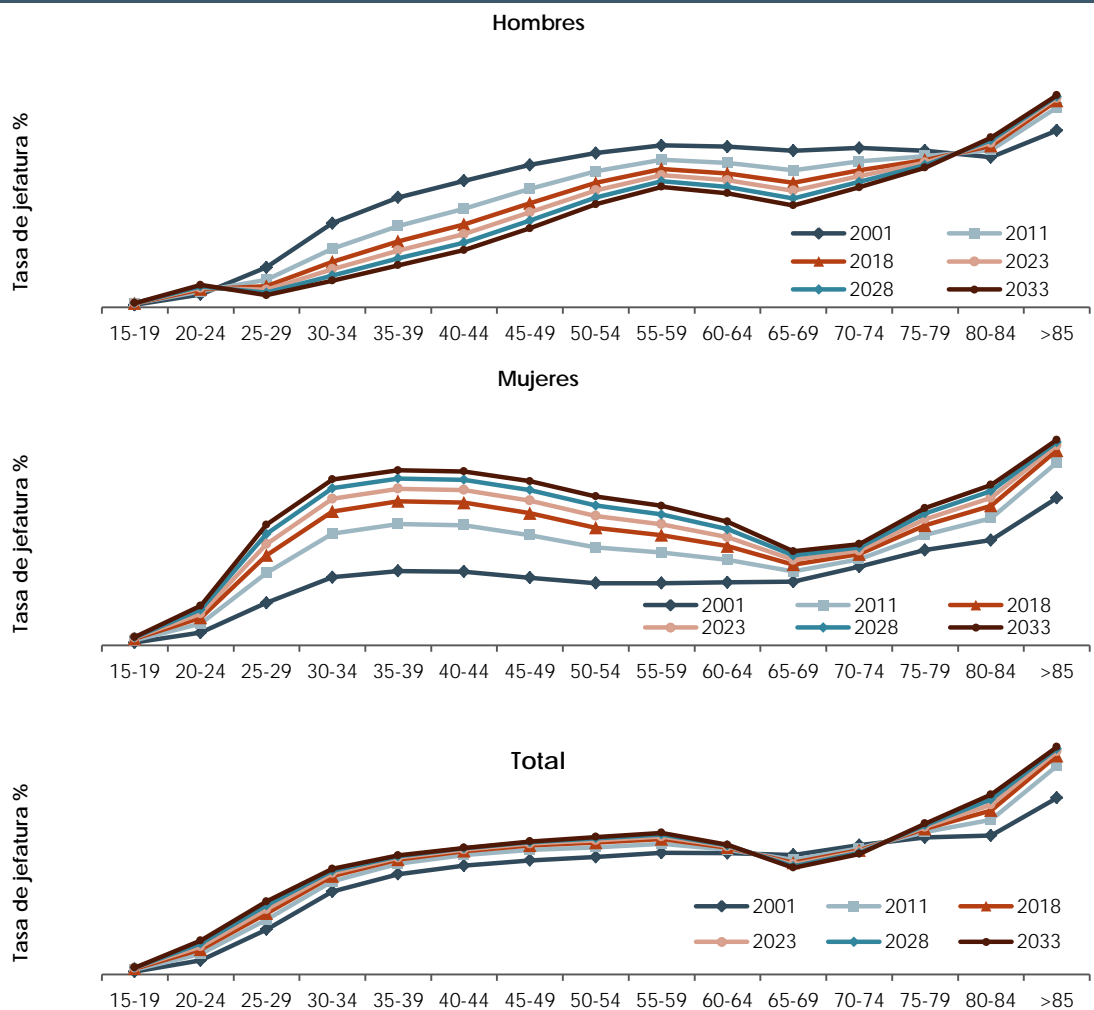 Hombres
Tasa de jefatura %
2001 2011
2018 2023
2028 2033
15-19 20-24 25-29 30-34 35-39 40-44 45-49 50-54 55-59 60-64 65-69 70-74 75-79 80-84 >85
Mujeres
Tasa de jefatura %
2001 2011 2018
2023 2028 2033
15-19 20-24 25-29 30-34 35-39 40-44 45-49 50-54 55-59 60-64 65-69 70-74 75-79 80-84 >85
Total
Tasa de jefatura %
2001 2011 2018
2023 2028 2033
15-19 20-24 25-29 30-34 35-39 40-44 45-49 50-54 55-59 60-64 65-69 70-74 75-79 80-84 >85